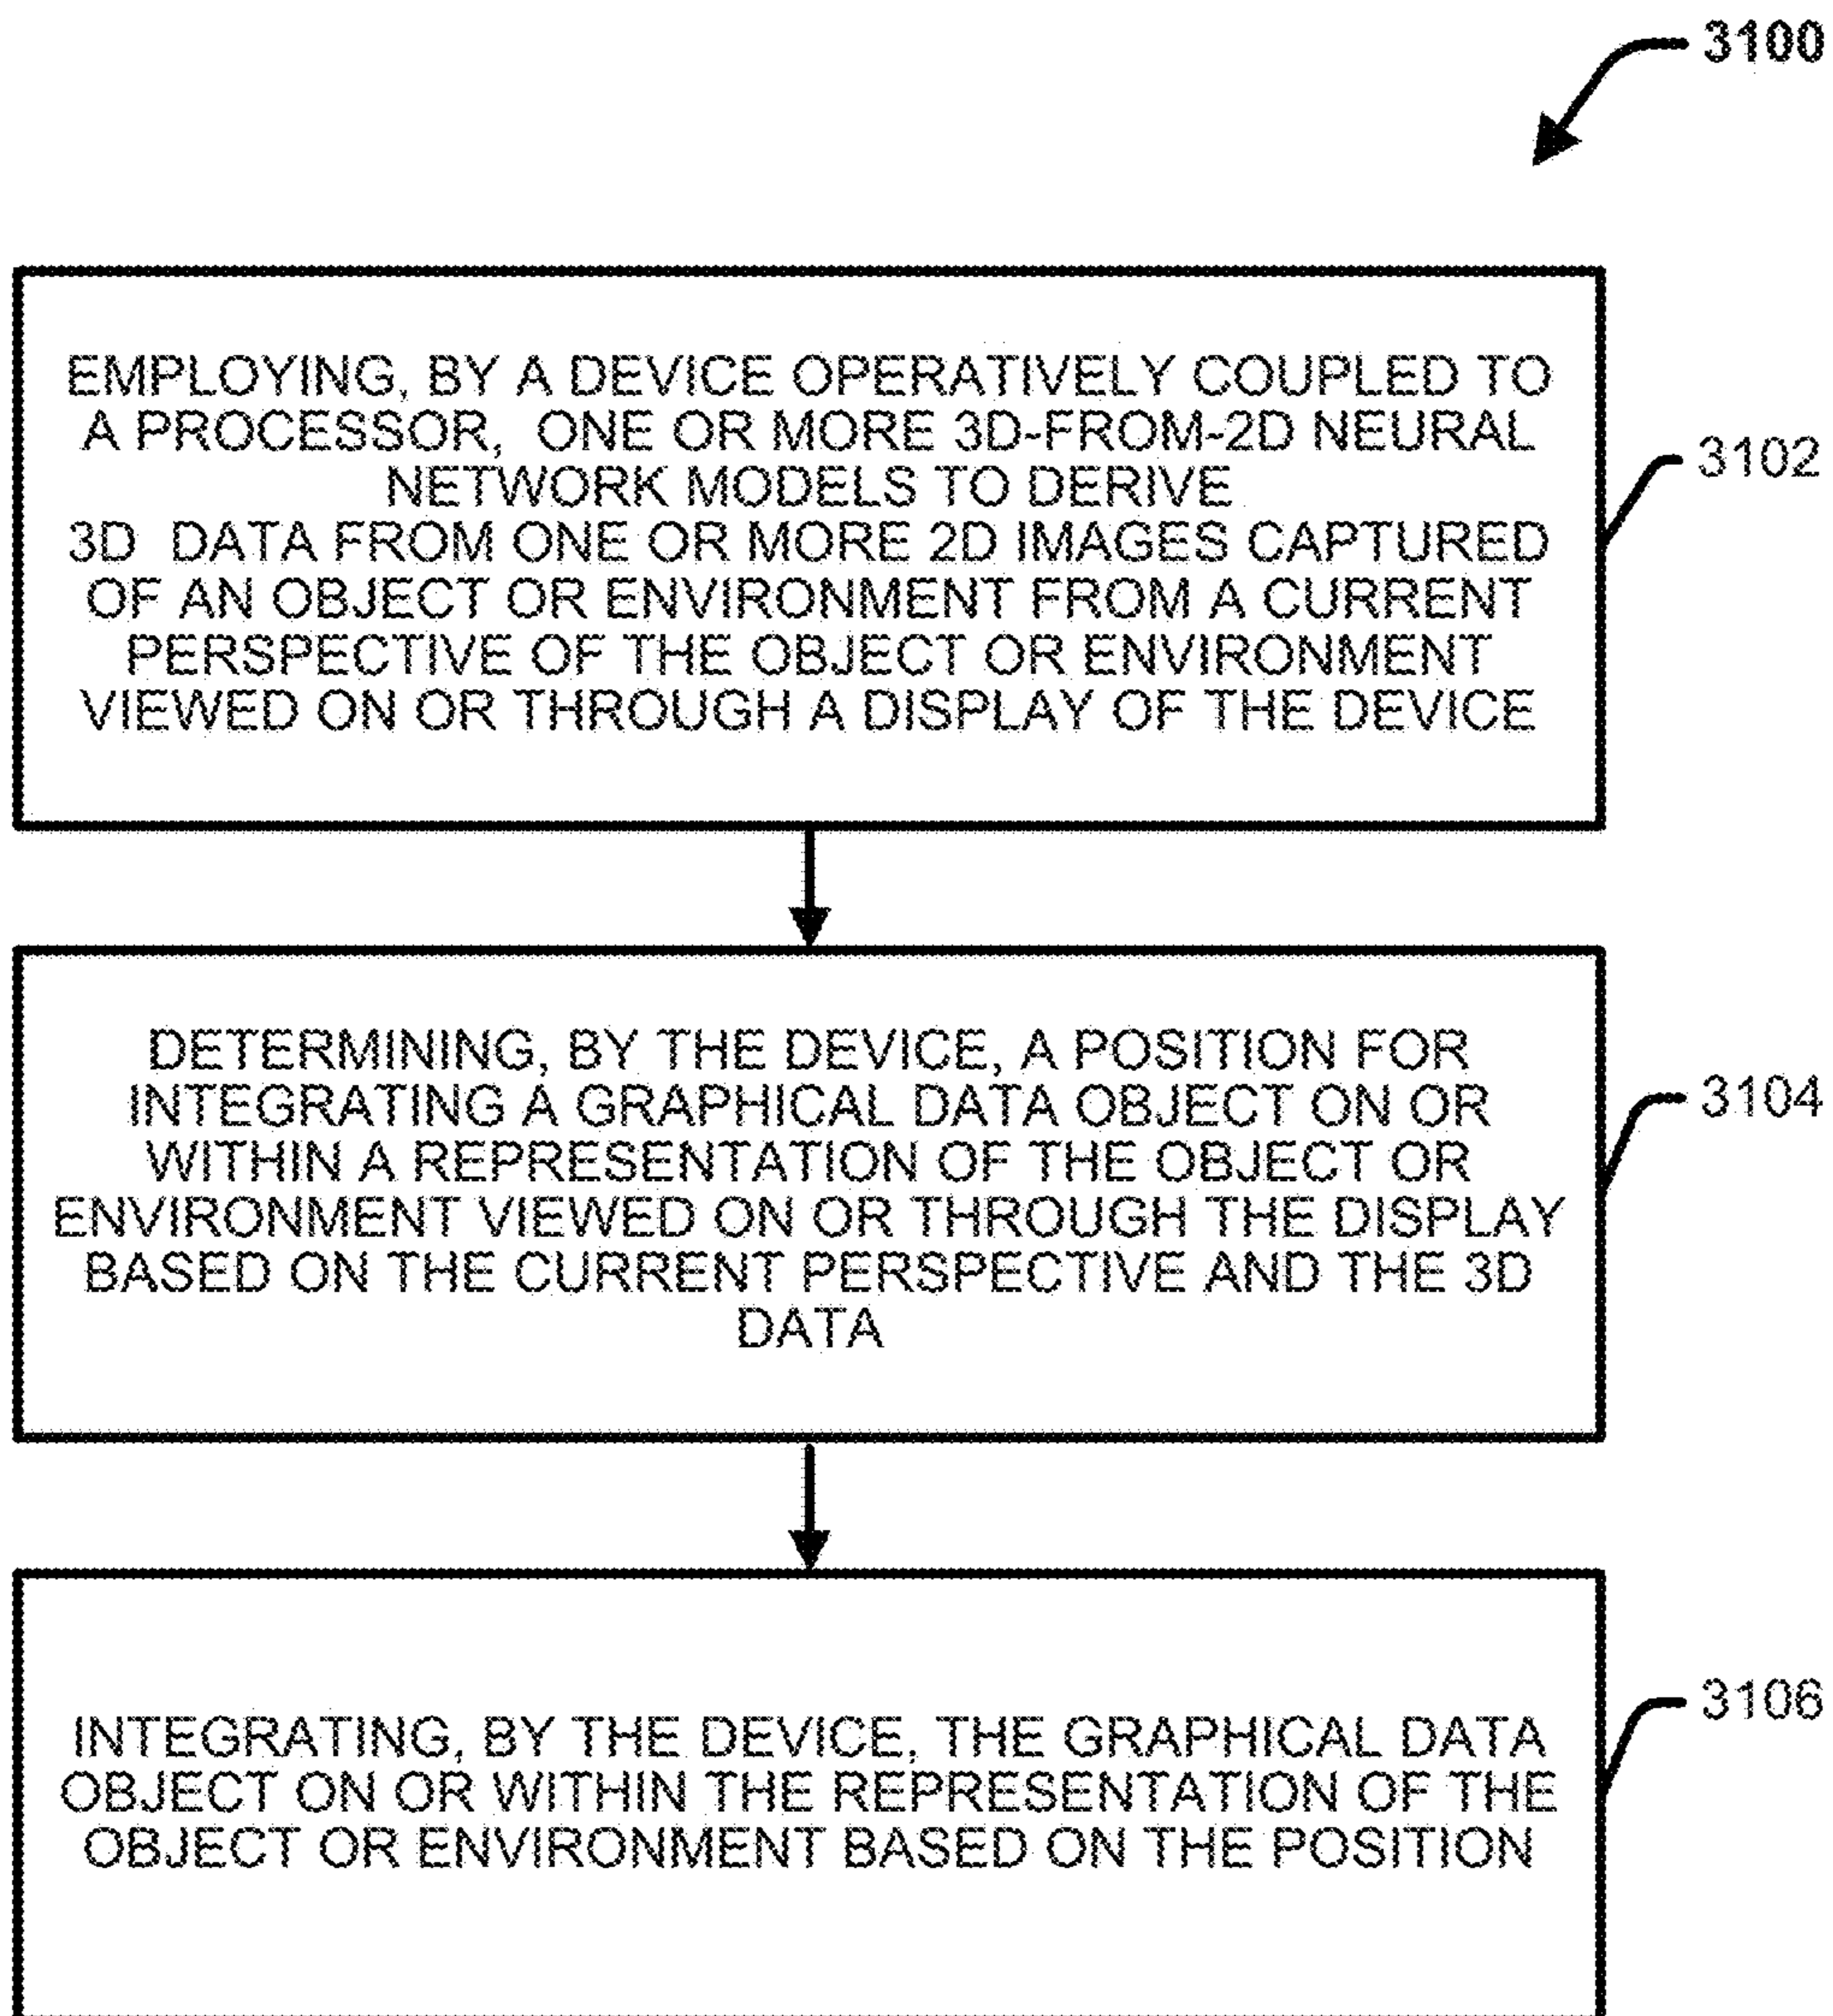 3100
EMPLOYING, BY A DEVICE OPERATIVELY COUPLED TO
A PROCESSOR, ONE OR MORE 3D-FROM-2D NEURAL
NETWORK MODELS TO DERIVE
3D DATA FROM ONE OR MORE 2D IMAGES CAPTURED
OF AN OBJECT OR ENVIRONMENT FROM A CURRENT
PERSPECTIVE OF THE OBJECT OR ENVIRONMENT
VIEWED ON OR THROUGH A DISPLAY OF THE DEVICE
3102
DETERMINING, BY THE DEVICE, A POSITION FOR
INTEGRATING A GRAPHICAL DATA OBJECT ON OR
WITHIN A REPRESENTATION OF THE OBJECT OR
ENVIRONMENT VIEWED ON OR THROUGH THE DISPLAY
BASED ON THE CURRENT PERSPECTIVE AND THE 3D
DATA
3104
INTEGRATING, BY THE DEVICE, THE GRAPHICAL DATA
OBJECT ON OR WITHIN THE REPRESENTATION OF THE
OBJECT OR ENVIRONMENT BASED ON THE POSITION
3106